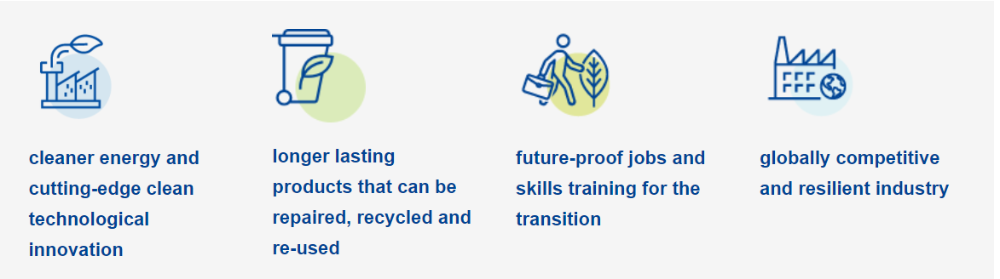 cleaner energy and
cutting-edge clean
technological
innovation
longer lasting
products that can be
repaired, recycled and
re-used
future-proof jobs and
skills training for the
transition
globally competitive
and resilient industry